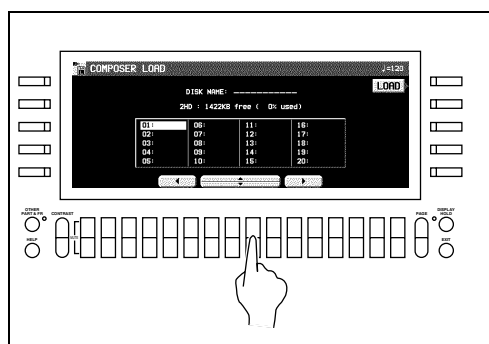 COMPOSER LOAD ♩=120
LOAD
DISK NAME: ____________
2HD : 1422KB free ( 0% used)
01: 06: 11: 16:
02: 07: 12: 17:
03: 08: 13: 18:
04: 09: 14: 19:
05: 10: 15: 20:
OTHER PART & FR
CONTRAST
PAGE
DISPLAY HOLD
HELP
EXIT